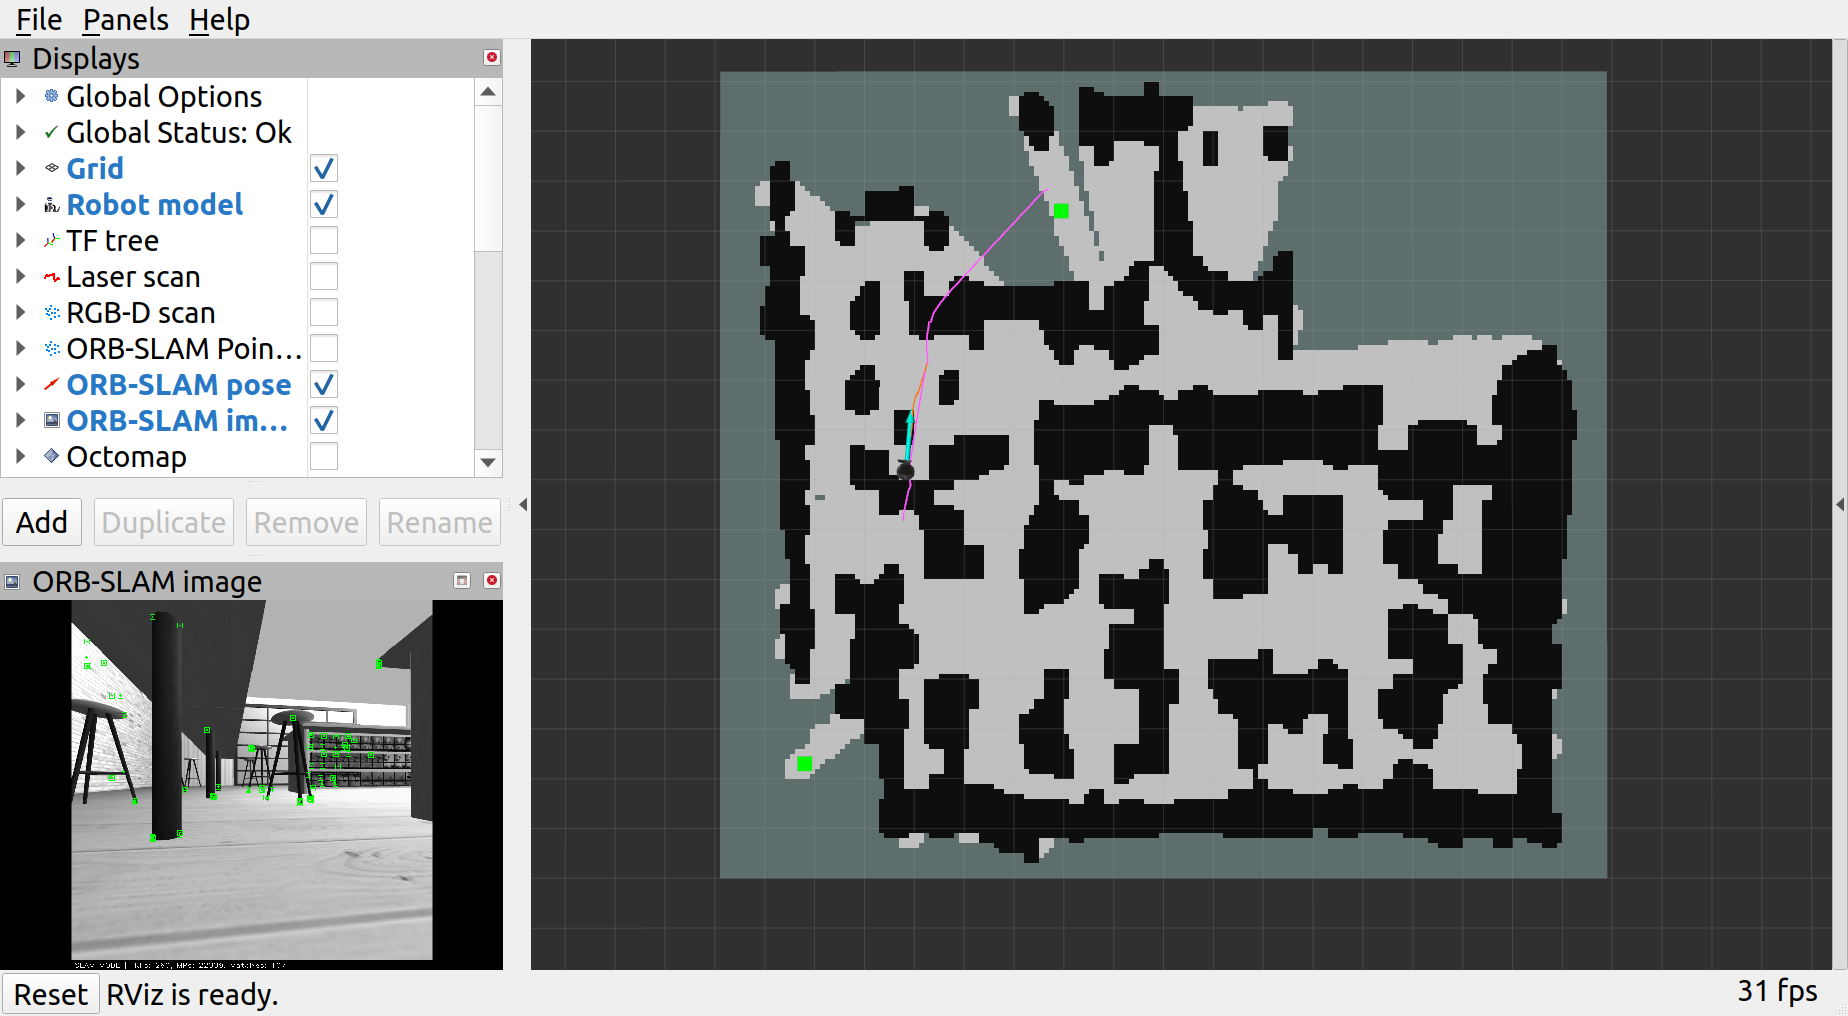 File Panels Help
Displays
Global Options
Global Status: Ok
Grid
Robot model
TF tree
Laser scan
RGB-D scan
ORB-SLAM Poin...
ORB-SLAM pose
ORB-SLAM im...
Octomap
Add Duplicate Remove Rename
ORB-SLAM image
SLAM MODE |
Reset RViz is ready.
31 fps